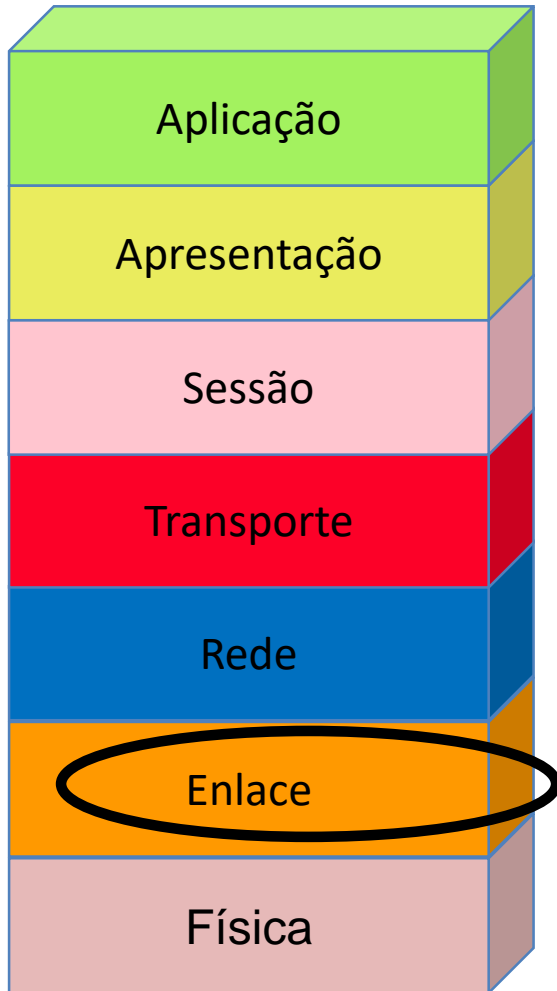 Aplicação
Apresentação
Sessão
Transporte
Rede
Enlace
Física